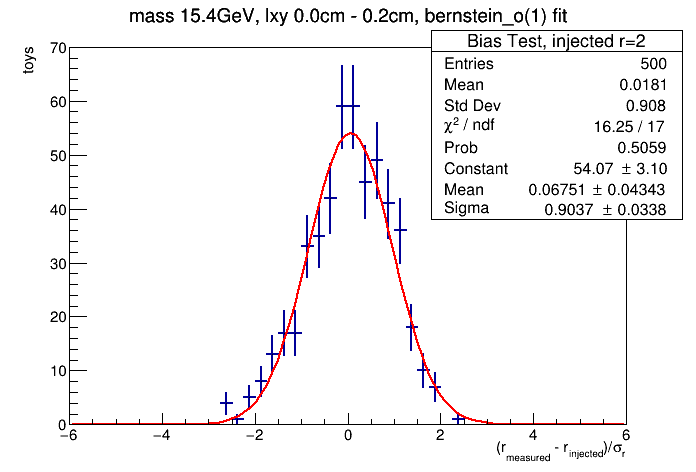 mass 15.4GeV, lxy 0.0cm - 0.2cm, bernstein_o(1) fit
Bias Test, injected r=2
Entries 500
Mean 0.0181
Std Dev 0.908
χ² / ndf 16.25 / 17
Prob 0.5059
Constant 54.07 ± 3.10
Mean 0.06751 ± 0.04343
Sigma 0.9037 ± 0.0338
toys
70
60
50
40
30
20
10
0
−6 −4 −2 0 2 4 6
(r_measured - r_injected)/σ_r